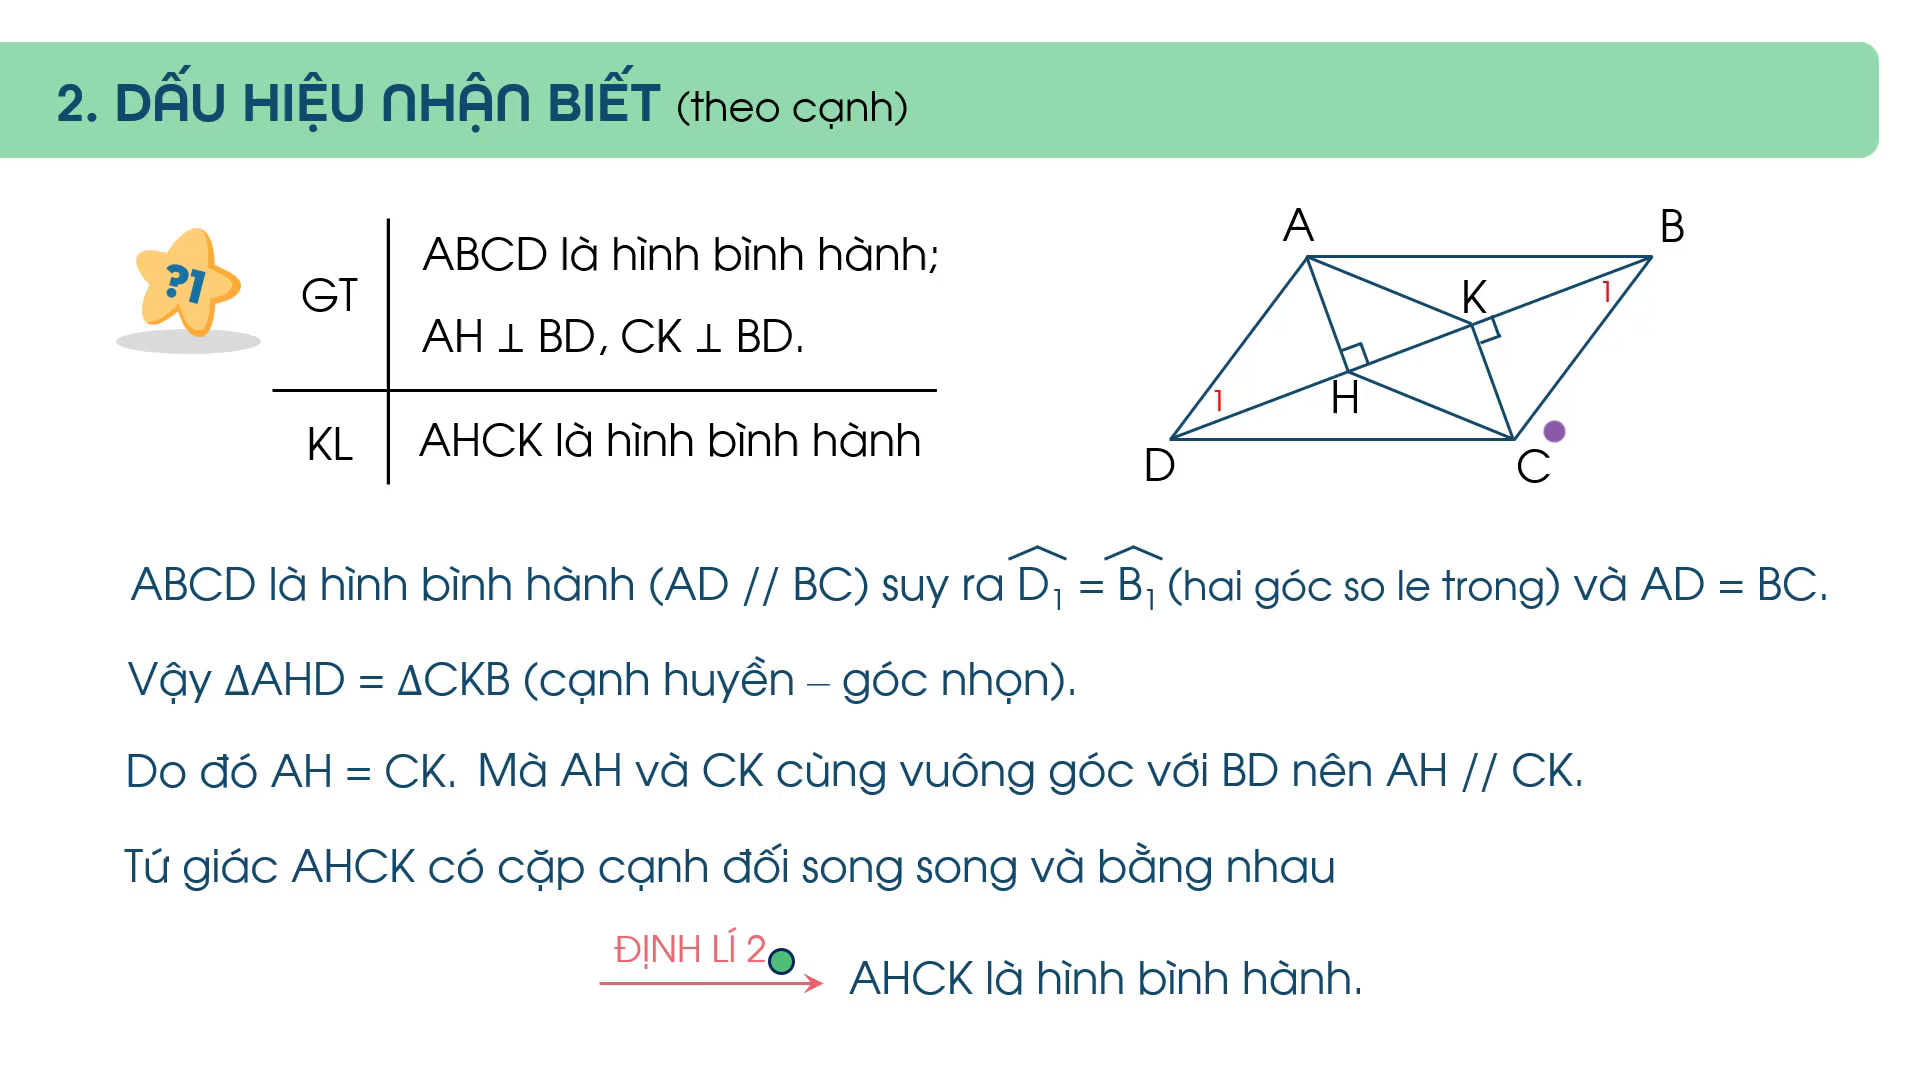 2. DẤU HIỆU NHẬN BIẾT (theo cạnh)
?1
GT
ABCD là hình bình hành;
AH ⊥ BD, CK ⊥ BD.
KL
AHCK là hình bình hành
A
B
K
1
H
1
D
C
ABCD là hình bình hành (AD // BC) suy ra D̂₁ = B̂₁ (hai góc so le trong) và AD = BC.
Vậy ΔAHD = ΔCKB (cạnh huyền – góc nhọn).
Do đó AH = CK. Mà AH và CK cùng vuông góc với BD nên AH // CK.
Tứ giác AHCK có cặp cạnh đối song song và bằng nhau
ĐỊNH LÍ 2
AHCK là hình bình hành.